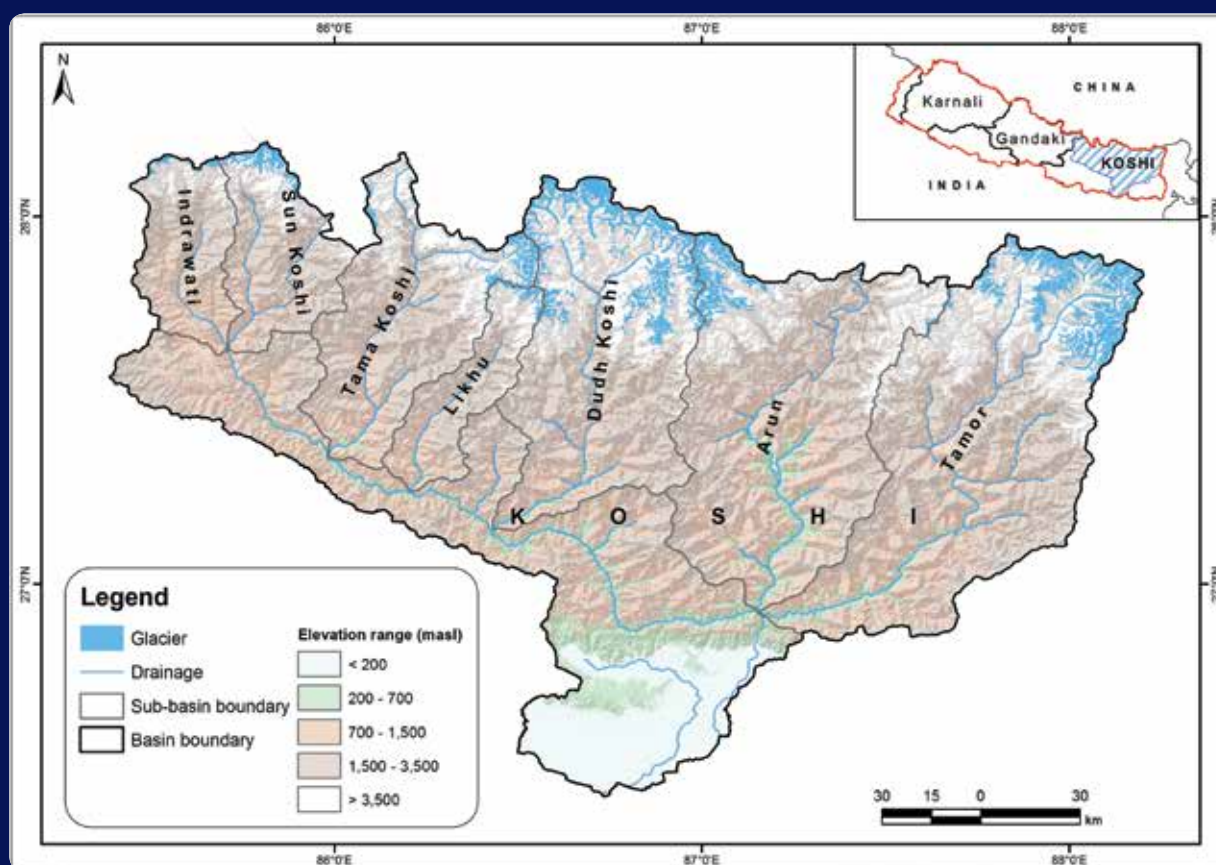 86°0'E 87°0'E 88°0'E
N
CHINA
Karnali
Gandaki
KOSHI
INDIA
28°0'N
Indrawati
Sun Koshi
Tama Koshi
Likhu
Dudh Koshi
Arun
Tamor
KOSHI
27°0'N
Legend
Glacier
Drainage
Sub-basin boundary
Basin boundary
Elevation range (masl)
< 200
200 - 700
700 - 1,500
1,500 - 3,500
> 3,500
30 15 0 30
km
86°0'E 87°0'E 88°0'E